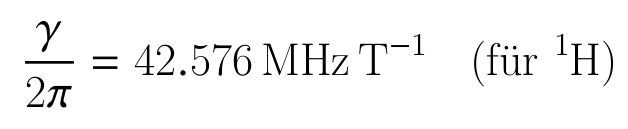 γ/2π = 42.576 MHz T⁻¹ (für ¹H)